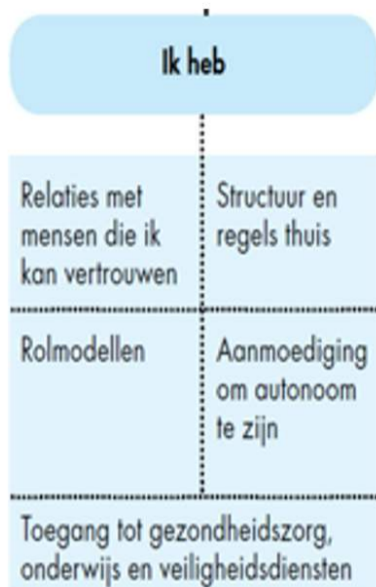 Ik heb
Relaties met
mensen die ik
kan vertrouwen
Structuur en
regels thuis
Rolmodellen
Aanmoediging
om autonoom
te zijn
Toegang tot gezondheidszorg,
onderwijs en veiligheidsdiensten